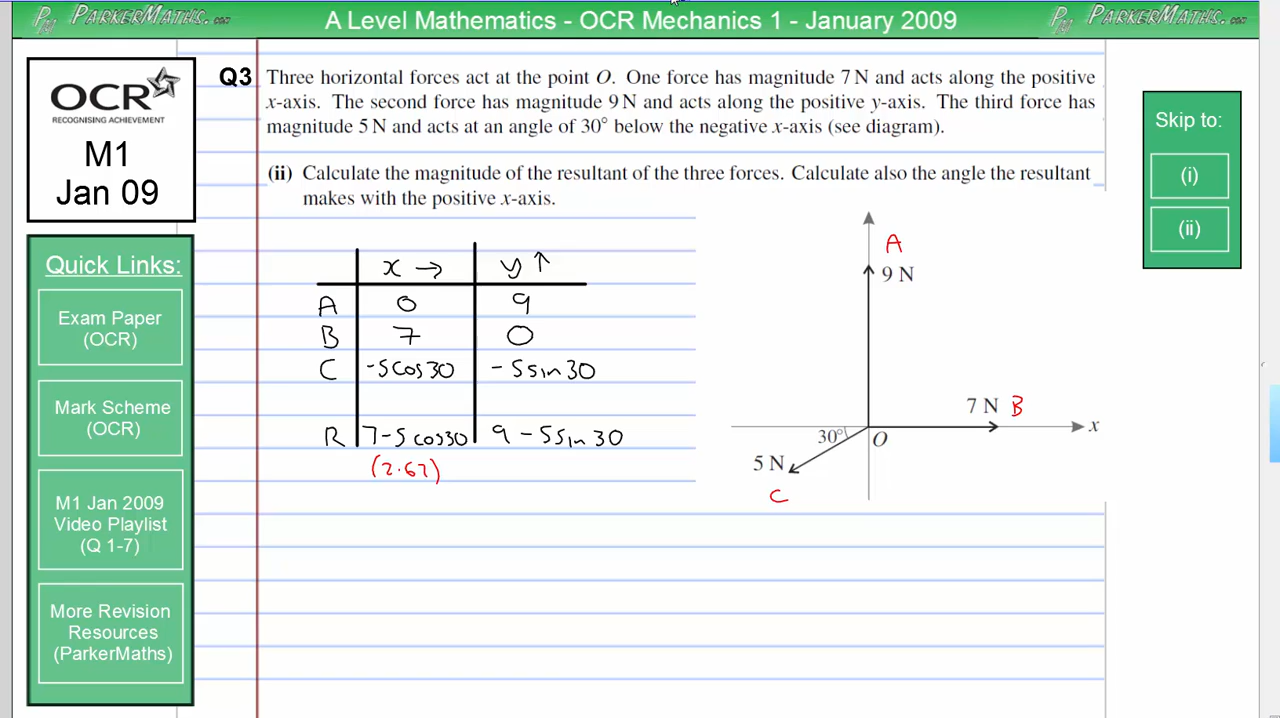 PARKERMATHS.COM
A Level Mathematics - OCR Mechanics 1 - January 2009
PARKERMATHS.COM
OCR
RECOGNISING ACHIEVEMENT
M1
Jan 09
Quick Links:
Exam Paper
(OCR)
Mark Scheme
(OCR)
M1 Jan 2009
Video Playlist
(Q 1-7)
More Revision
Resources
(ParkerMaths)
Q3 Three horizontal forces act at the point O. One force has magnitude 7 N and acts along the positive
x-axis. The second force has magnitude 9 N and acts along the positive y-axis. The third force has
magnitude 5 N and acts at an angle of 30° below the negative x-axis (see diagram).
(ii) Calculate the magnitude of the resultant of the three forces. Calculate also the angle the resultant
makes with the positive x-axis.
x → y ↑
A 0 9
B 7 0
C -5cos30 -5sin30
R 7-5cos30 9-5sin30
(2.67)
A
9 N
7 N B
x
30°
O
5 N
C
Skip to:
(i)
(ii)